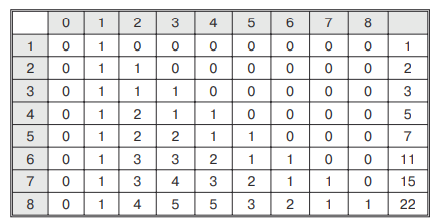 0 1 2 3 4 5 6 7 8
1 0 1 0 0 0 0 0 0 0 1
2 0 1 1 0 0 0 0 0 0 2
3 0 1 1 1 0 0 0 0 0 3
4 0 1 2 1 1 0 0 0 0 5
5 0 1 2 2 1 1 0 0 0 7
6 0 1 3 3 2 1 1 0 0 11
7 0 1 3 4 3 2 1 1 0 15
8 0 1 4 5 5 3 2 1 1 22